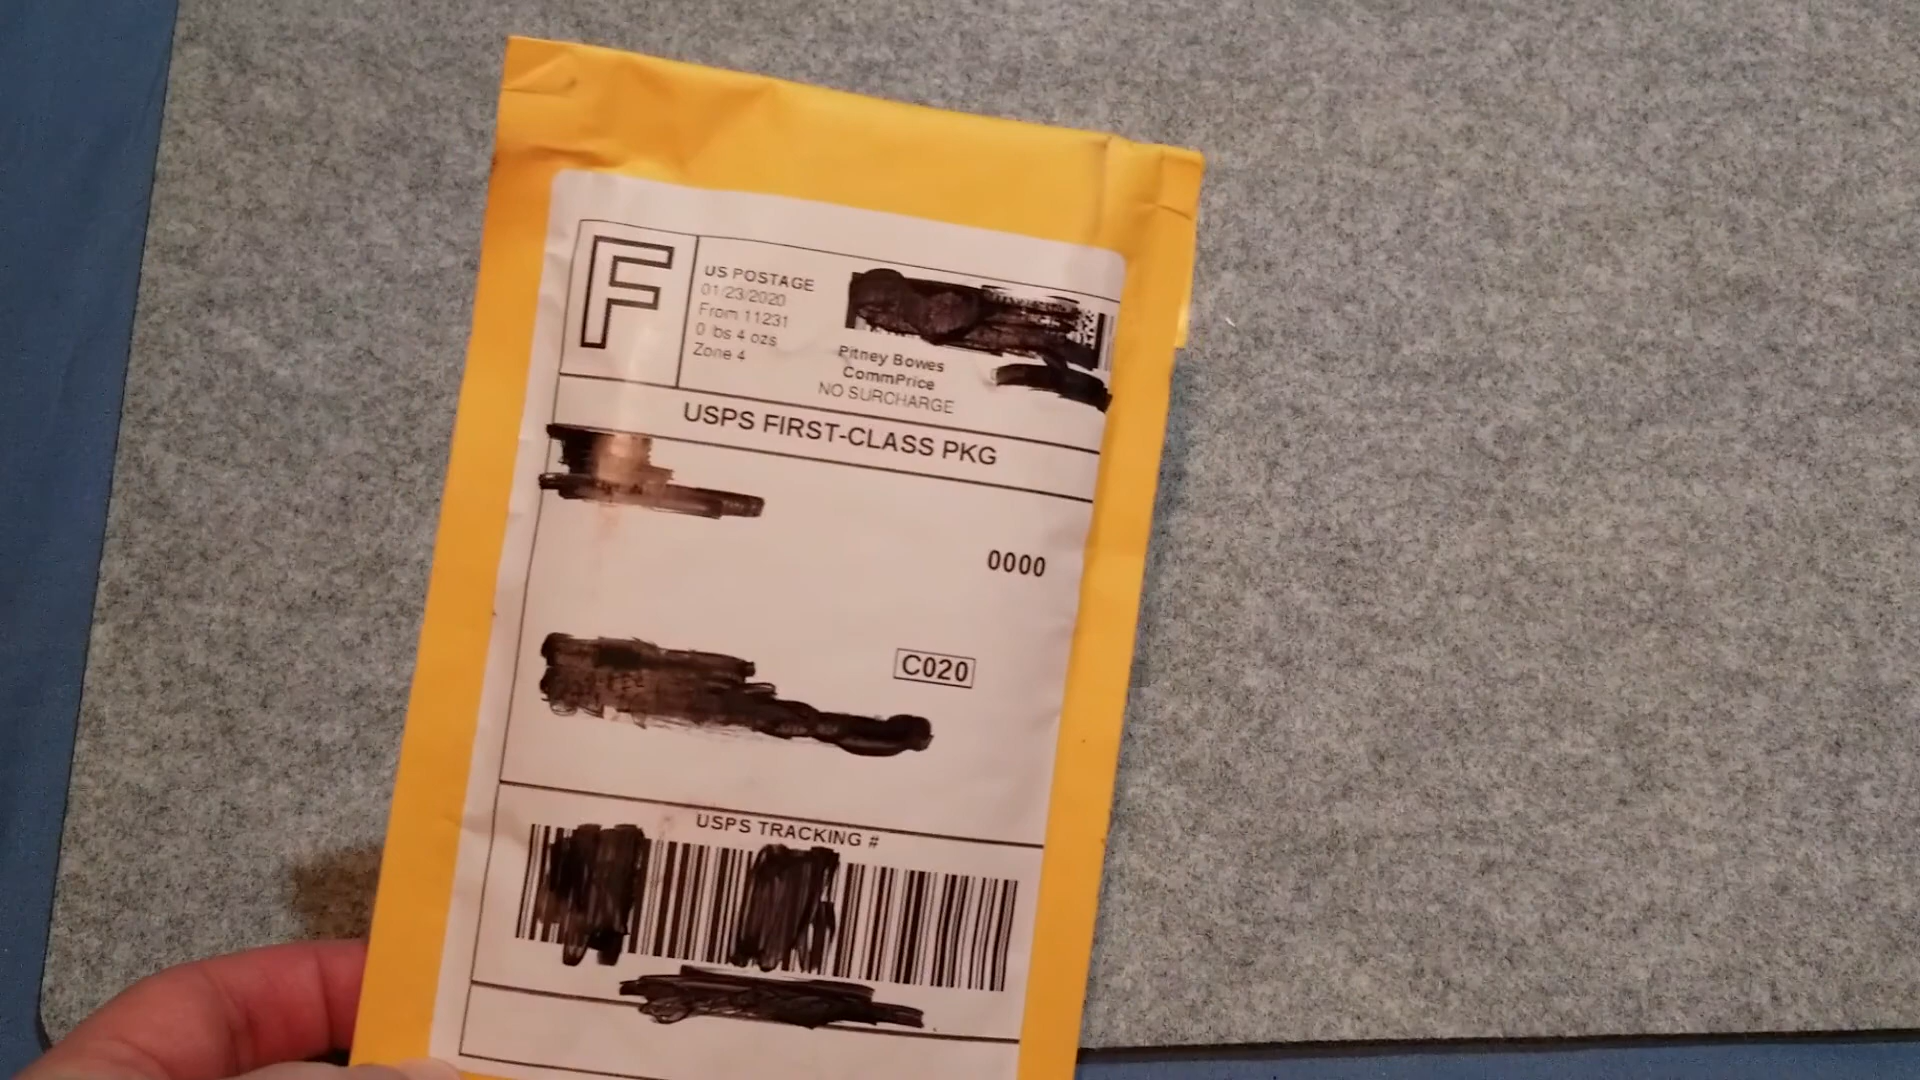 F
US POSTAGE
01/23/2020
From 11231
0 lbs 4 ozs
Zone 4
Pitney Bowes
CommPrice
NO SURCHARGE
USPS FIRST-CLASS PKG
0000
C020
USPS TRACKING #